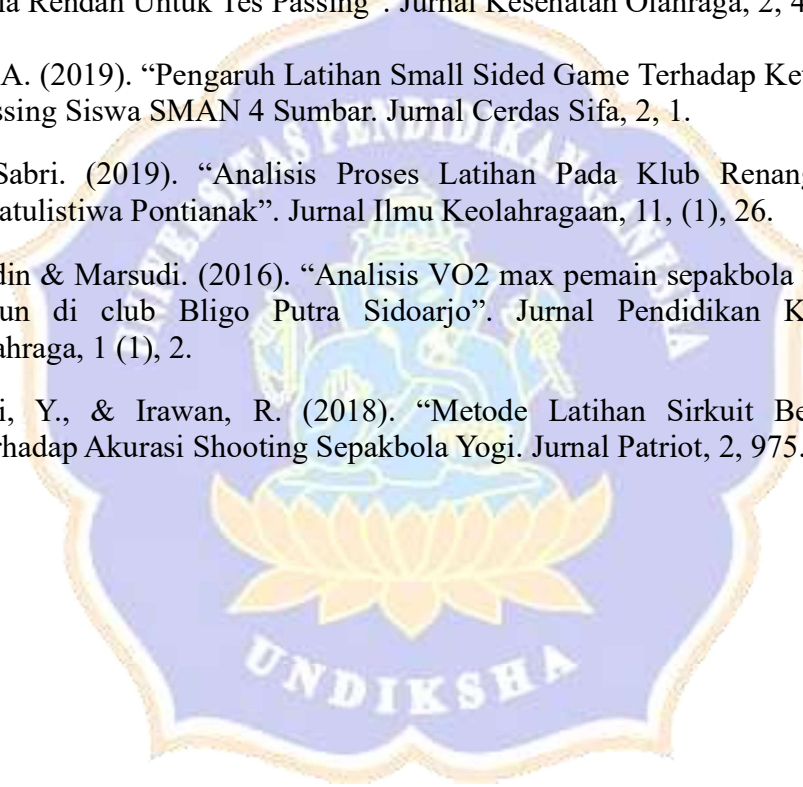 la Rendah Untuk Tes Passing". Jurnal Kesehatan Olahraga, 2, 4
A. (2019). “Pengaruh Latihan Small Sided Game Terhadap Ke
ssing Siswa SMAN 4 Sumbar. Jurnal Cerdas Sifa, 2, 1.
Sabri. (2019). “Analisis Proses Latihan Pada Klub Renang
atulistiwa Pontianak”. Jurnal Ilmu Keolahragaan, 11, (1), 26.
din & Marsudi. (2016). “Analisis VO2 max pemain sepakbola
un di club Bligo Putra Sidoarjo”. Jurnal Pendidikan K
ahraga, 1 (1), 2.
i, Y., & Irawan, R. (2018). “Metode Latihan Sirkuit Be
rhadap Akurasi Shooting Sepakbola Yogi. Jurnal Patriot, 2, 975.
UNIVERSITAS PENDIDIKAN GANESHA
UNDIKSHA